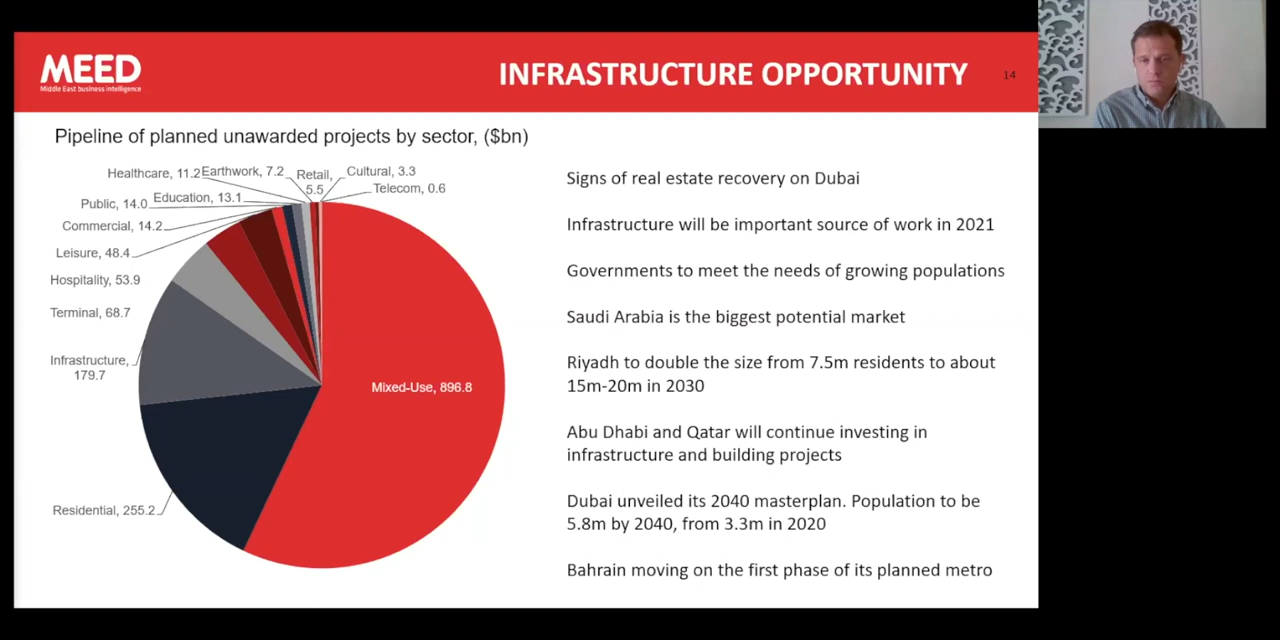 MEED
Middle East business intelligence
INFRASTRUCTURE OPPORTUNITY
14
Pipeline of planned unawarded projects by sector, ($bn)
Healthcare, 11.2
Earthwork, 7.2
Retail,
5.5
Cultural, 3.3
Telecom, 0.6
Education, 13.1
Public, 14.0
Commercial, 14.2
Leisure, 48.4
Hospitality, 53.9
Terminal, 68.7
Infrastructure,
179.7
Residential, 255.2
Mixed-Use, 896.8
Signs of real estate recovery on Dubai
Infrastructure will be important source of work in 2021
Governments to meet the needs of growing populations
Saudi Arabia is the biggest potential market
Riyadh to double the size from 7.5m residents to about
15m-20m in 2030
Abu Dhabi and Qatar will continue investing in
infrastructure and building projects
Dubai unveiled its 2040 masterplan. Population to be
5.8m by 2040, from 3.3m in 2020
Bahrain moving on the first phase of its planned metro